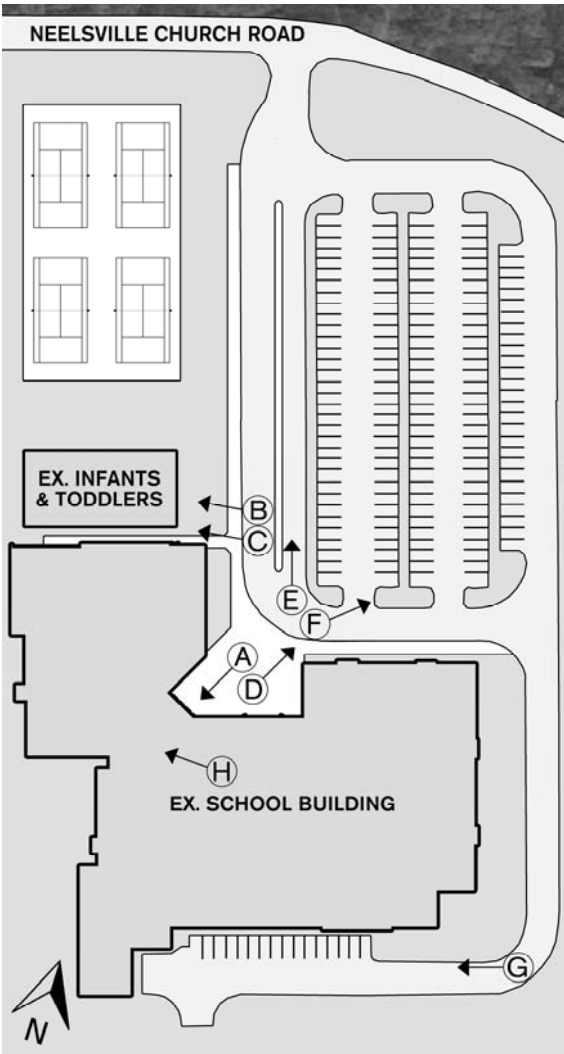 NEELSVILLE CHURCH ROAD
EX. INFANTS
& TODDLERS
B
C
E
F
A
D
H
EX. SCHOOL BUILDING
G
N